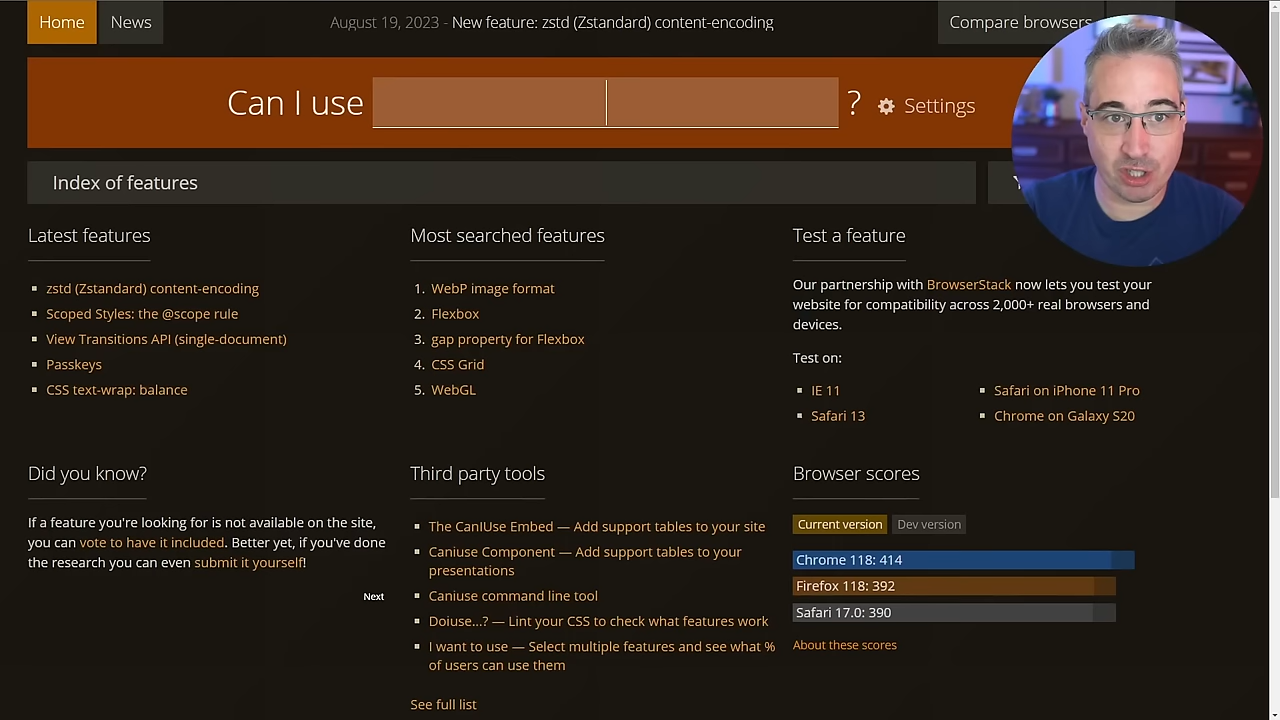 Home
News
August 19, 2023 - New feature: zstd (Zstandard) content-encoding
Compare browsers
Can I use
?
Settings
Index of features
Latest features
zstd (Zstandard) content-encoding
Scoped Styles: the @scope rule
View Transitions API (single-document)
Passkeys
CSS text-wrap: balance
Most searched features
1. WebP image format
2. Flexbox
3. gap property for Flexbox
4. CSS Grid
5. WebGL
Test a feature
Our partnership with BrowserStack now lets you test your
website for compatibility across 2,000+ real browsers and
devices.
Test on:
IE 11
Safari 13
Safari on iPhone 11 Pro
Chrome on Galaxy S20
Did you know?
If a feature you're looking for is not available on the site,
you can vote to have it included. Better yet, if you've done
the research you can even submit it yourself!
Next
Third party tools
The CanIUse Embed — Add support tables to your site
Caniuse Component — Add support tables to your
presentations
Caniuse command line tool
Doiuse...? — Lint your CSS to check what features work
I want to use — Select multiple features and see what %
of users can use them
See full list
Browser scores
Current version
Dev version
Chrome 118: 414
Firefox 118: 392
Safari 17.0: 390
About these scores